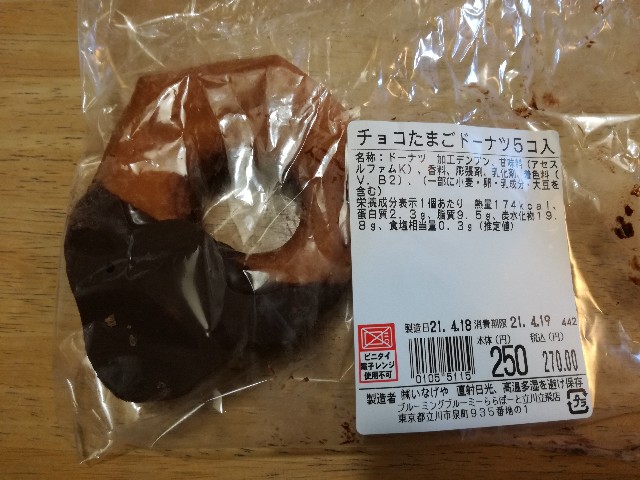 チョコたまごドーナツ5コ入
名称:ドーナツ 加工デンプン、甘味料(アセス
ルファムK)、香料、膨張剤、乳化剤、着色料(
V.B2)、(一部に小麦・卵・乳成分・大豆を
含む)
栄養成分表示1個あたり 熱量174kcal、
蛋白質2.3g、脂質9.5g、炭水化物19.
8g、食塩相当量0.3g(推定値)
製造日21.4.18 消費期限21.4.19 442
本体(円) 税込(円)
250 270.00
ビニタイ
電子レンジ
使用不可
01055115
製造者 ㈱いなげや 直射日光、高温多湿を避け保存
ブルーミングブルーミーららぽーと立川立飛店
東京都立川市泉町935番地の1
プラ